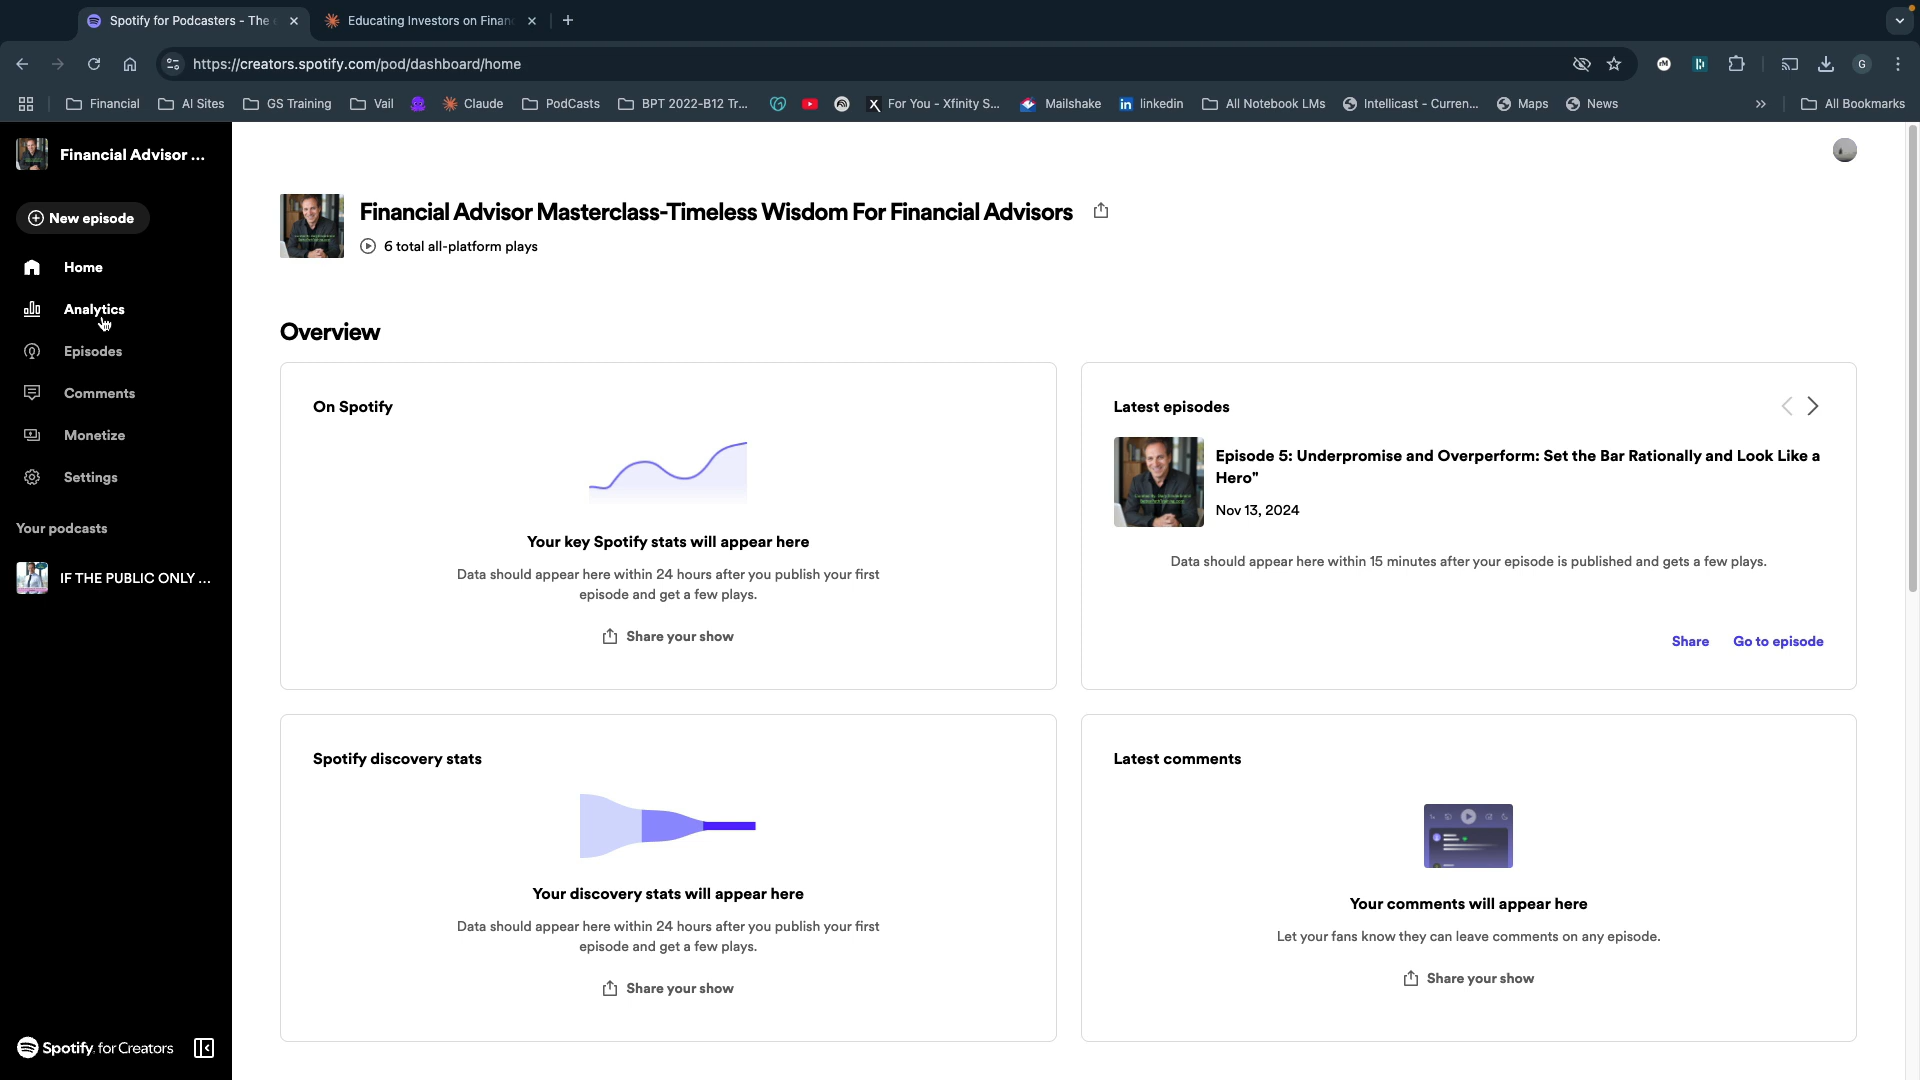 Spotify for Podcasters - The
Educating Investors on Finan
https://creators.spotify.com/pod/dashboard/home
G
Financial
AI Sites
GS Training
Vail
Claude
PodCasts
BPT 2022-B12 Tr...
For You - Xfinity S...
Mailshake
linkedin
All Notebook LMs
Intellicast - Curren...
Maps
News
All Bookmarks
Financial Advisor ...
New episode
Home
Analytics
Episodes
Comments
Monetize
Settings
Your podcasts
IF THE PUBLIC ONLY ...
Spotify for Creators
Financial Advisor Masterclass-Timeless Wisdom For Financial Advisors
6 total all-platform plays
Overview
On Spotify
Your key Spotify stats will appear here
Data should appear here within 24 hours after you publish your first
episode and get a few plays.
Share your show
Latest episodes
Episode 5: Underpromise and Overperform: Set the Bar Rationally and Look Like a
Hero"
Nov 13, 2024
Data should appear here within 15 minutes after your episode is published and gets a few plays.
Share
Go to episode
Spotify discovery stats
Your discovery stats will appear here
Data should appear here within 24 hours after you publish your first
episode and get a few plays.
Share your show
Latest comments
Your comments will appear here
Let your fans know they can leave comments on any episode.
Share your show